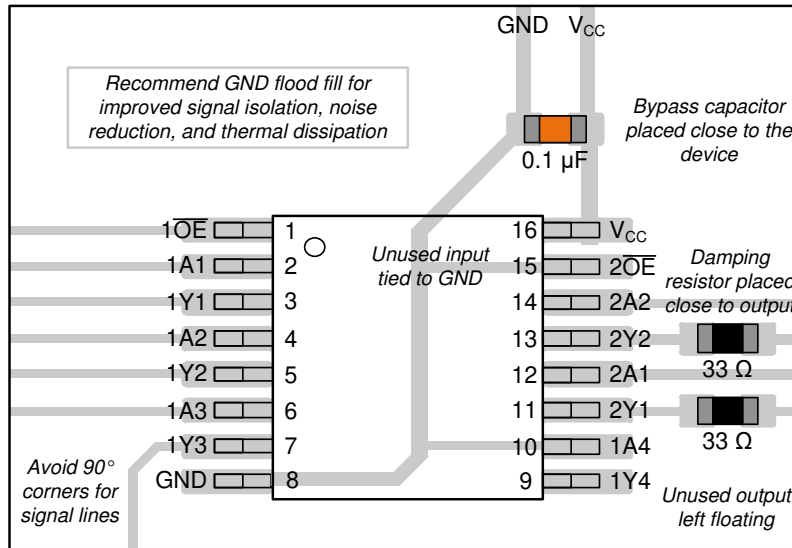 GND V_CC
Recommend GND flood fill for
improved signal isolation, noise
reduction, and thermal dissipation
Bypass capacitor
placed close to the
device
0.1 µF
1O̅E̅ 1
1A1 2
1Y1 3
1A2 4
1Y2 5
1A3 6
1Y3 7
GND 8
Unused input
tied to GND
16 V_CC
15 2O̅E̅
14 2A2
13 2Y2
12 2A1
11 2Y1
10 1A4
9 1Y4
Damping
resistor placed
close to output
33 Ω
33 Ω
Avoid 90°
corners for
signal lines
Unused output
left floating